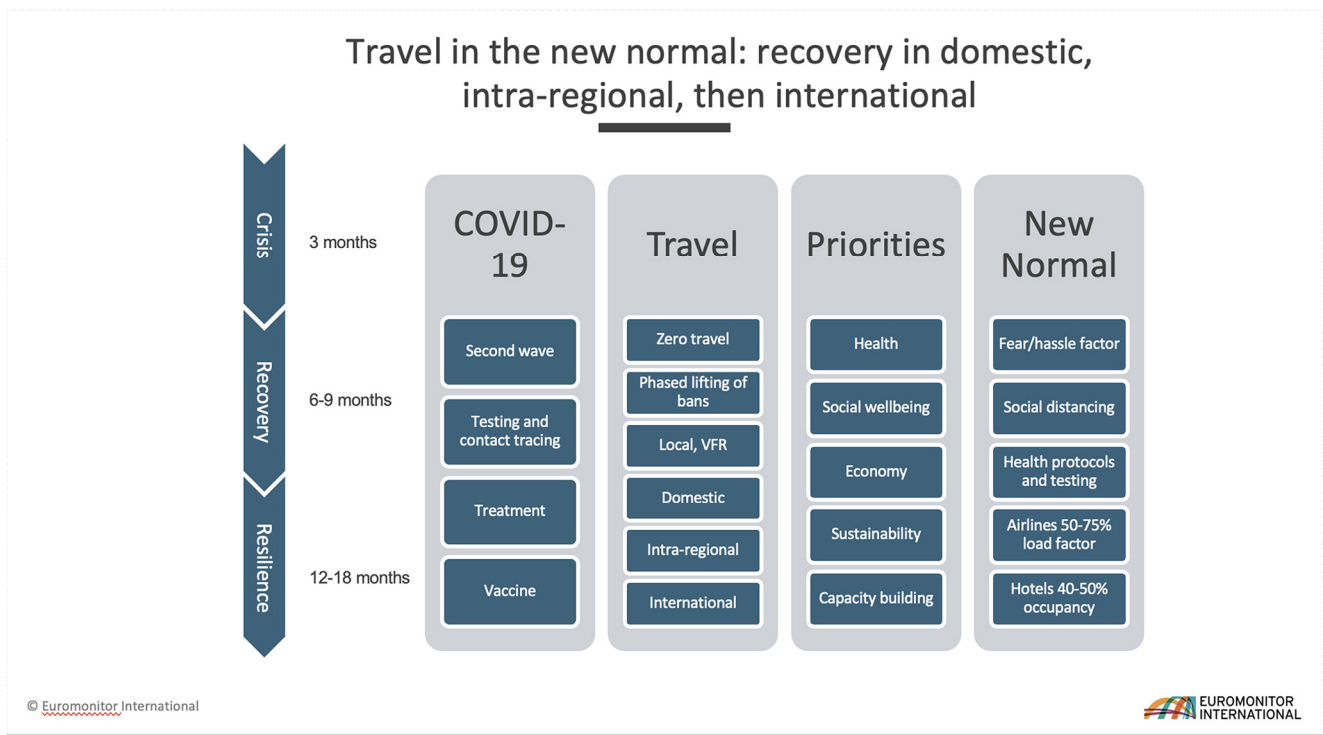 Travel in the new normal: recovery in domestic,
intra-regional, then international
Crisis
3 months
Recovery
6-9 months
Resilience
12-18 months
COVID-
19
Second wave
Testing and
contact tracing
Treatment
Vaccine
Travel
Zero travel
Phased lifting of
bans
Local, VFR
Domestic
Intra-regional
International
Priorities
Health
Social wellbeing
Economy
Sustainability
Capacity building
New
Normal
Fear/hassle factor
Social distancing
Health protocols
and testing
Airlines 50-75%
load factor
Hotels 40-50%
occupancy
© Euromonitor International
EUROMONITOR
INTERNATIONAL